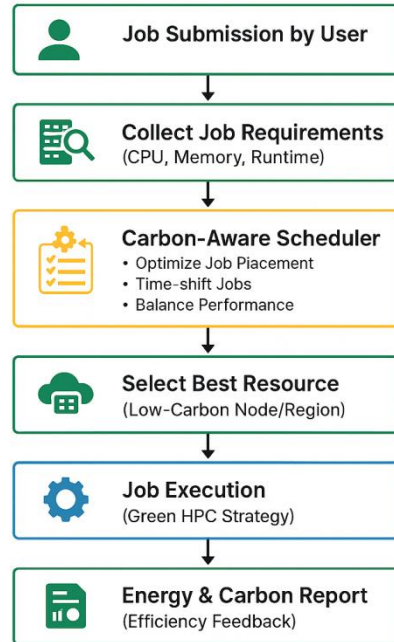 Job Submission by User
Collect Job Requirements
(CPU, Memory, Runtime)
Carbon-Aware Scheduler
• Optimize Job Piacement
• Time-shift Jobs
• Balance Performance
Select Best Resource
(Low-Carbon Node/Region)
Job Execution
(Green HPC Strategy)
Energy & Carbon Report
(Efficiency Feedback)